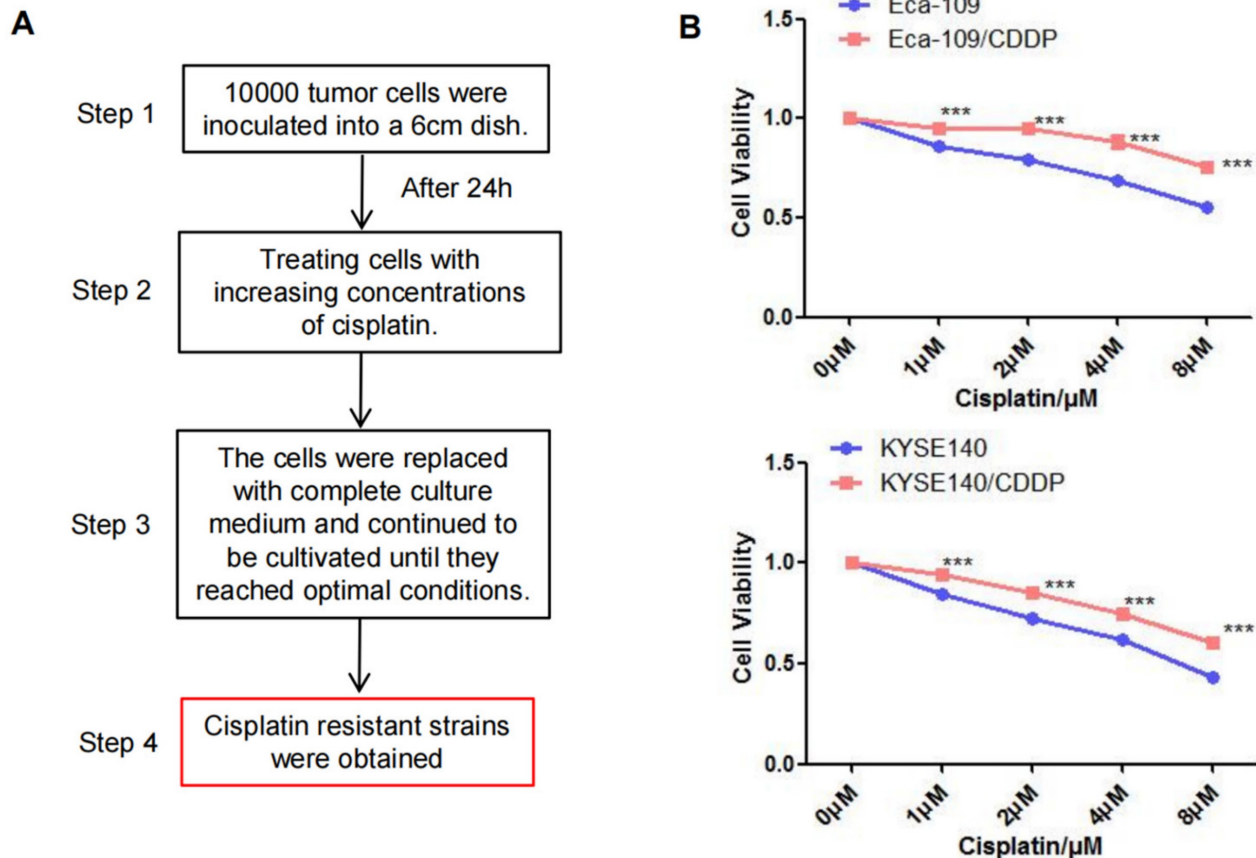 A
Step 1
10000 tumor cells were
inoculated into a 6cm dish.
After 24h
Step 2
Treating cells with
increasing concentrations
of cisplatin.
Step 3
The cells were replaced
with complete culture
medium and continued to
be cultivated until they
reached optimal conditions.
Step 4
Cisplatin resistant strains
were obtained
B
Eca-109
Eca-109/CDDP
Cell Viability
1.5
1.0
0.5
0.0
***
***
***
***
0µM
1µM
2µM
4µM
8µM
Cisplatin/µM
KYSE140
KYSE140/CDDP
Cell Viability
1.5
1.0
0.5
0.0
***
***
***
***
0µM
1µM
2µM
4µM
8µM
Cisplatin/µM